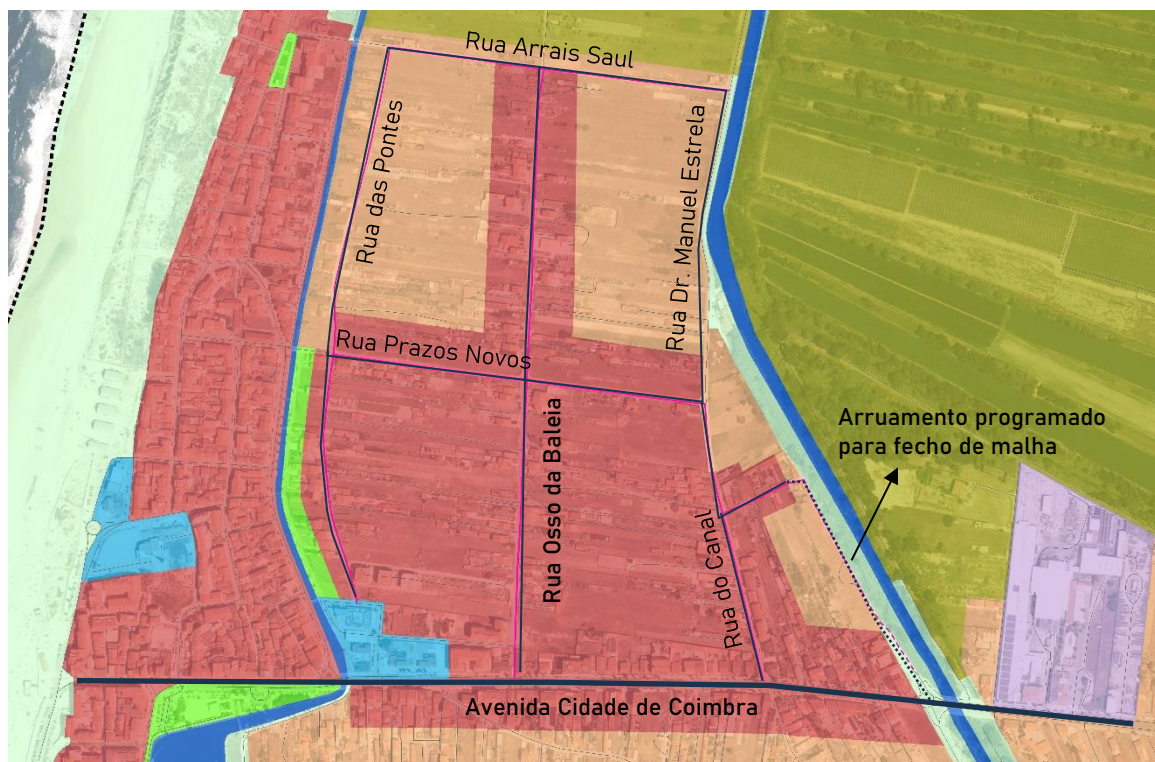 Rua Arrais Saul
Rua das Pontes
Rua Dr. Manuel Estrela
Rua Prazos Novos
Arruamento programado
para fecho de malha
Rua Osso da Baleia
Rua do Canal
Avenida Cidade de Coimbra